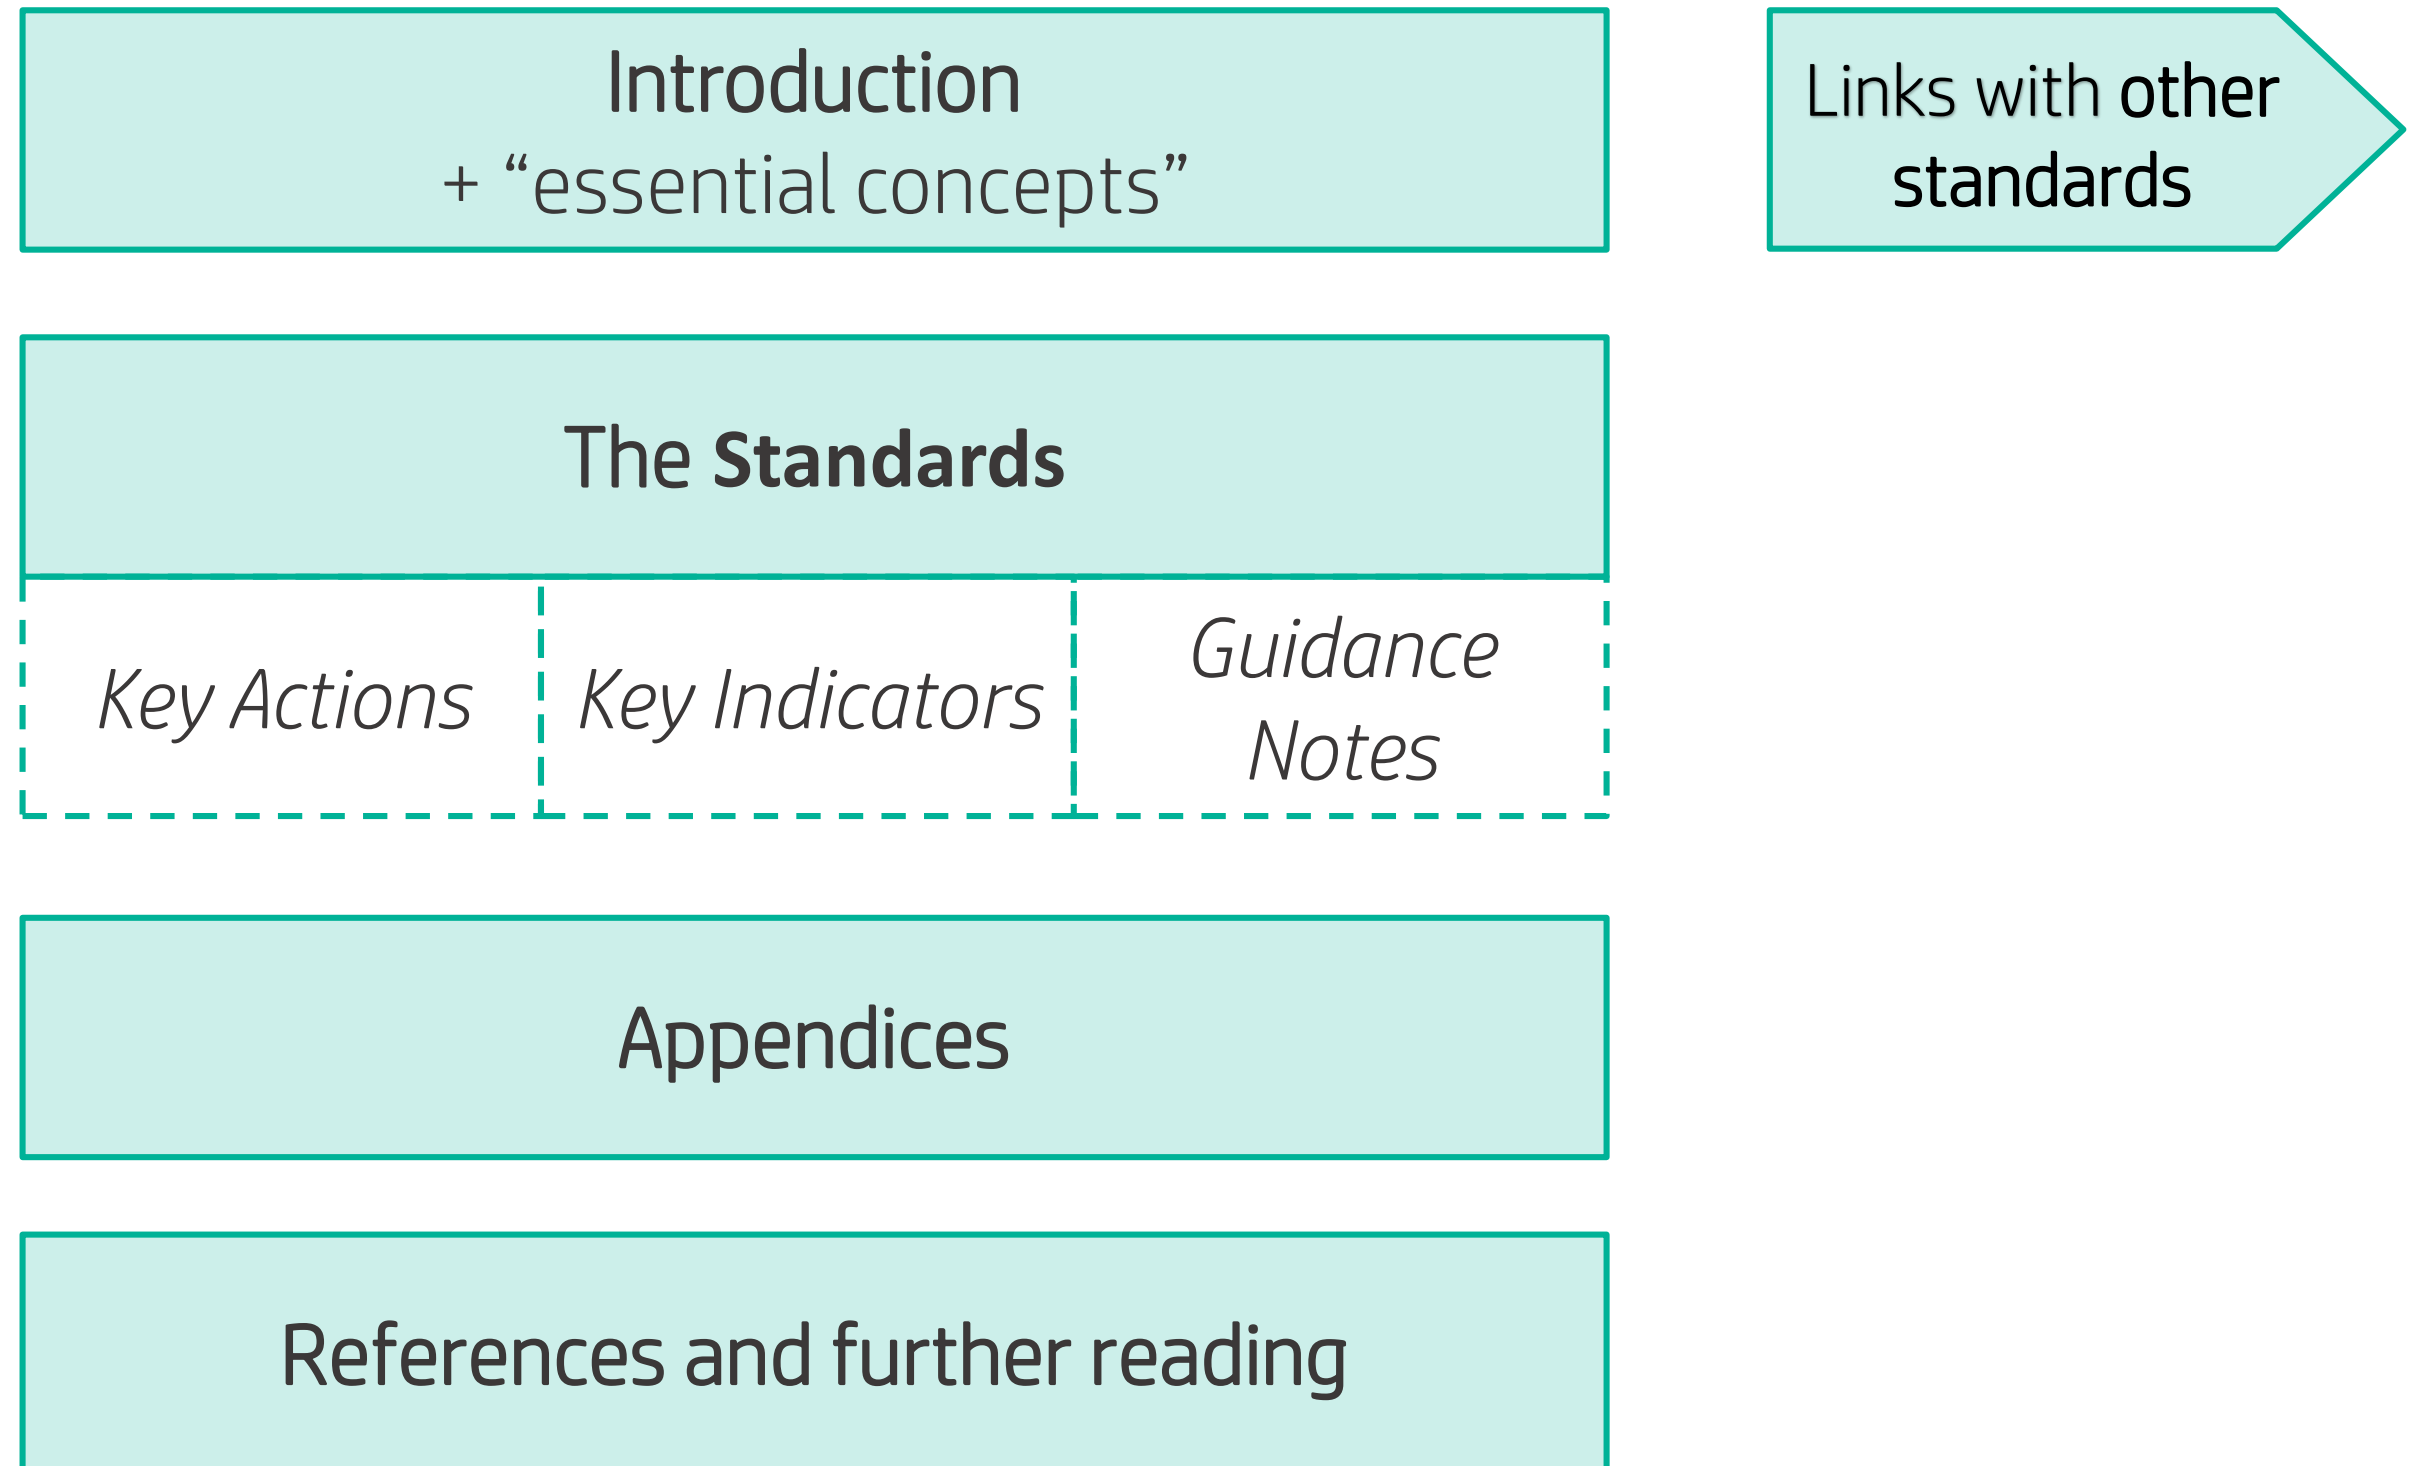 Introduction
+ “essential concepts”
Links with other
standards
The Standards
Key Actions
Key Indicators
Guidance
Notes
Appendices
References and further reading